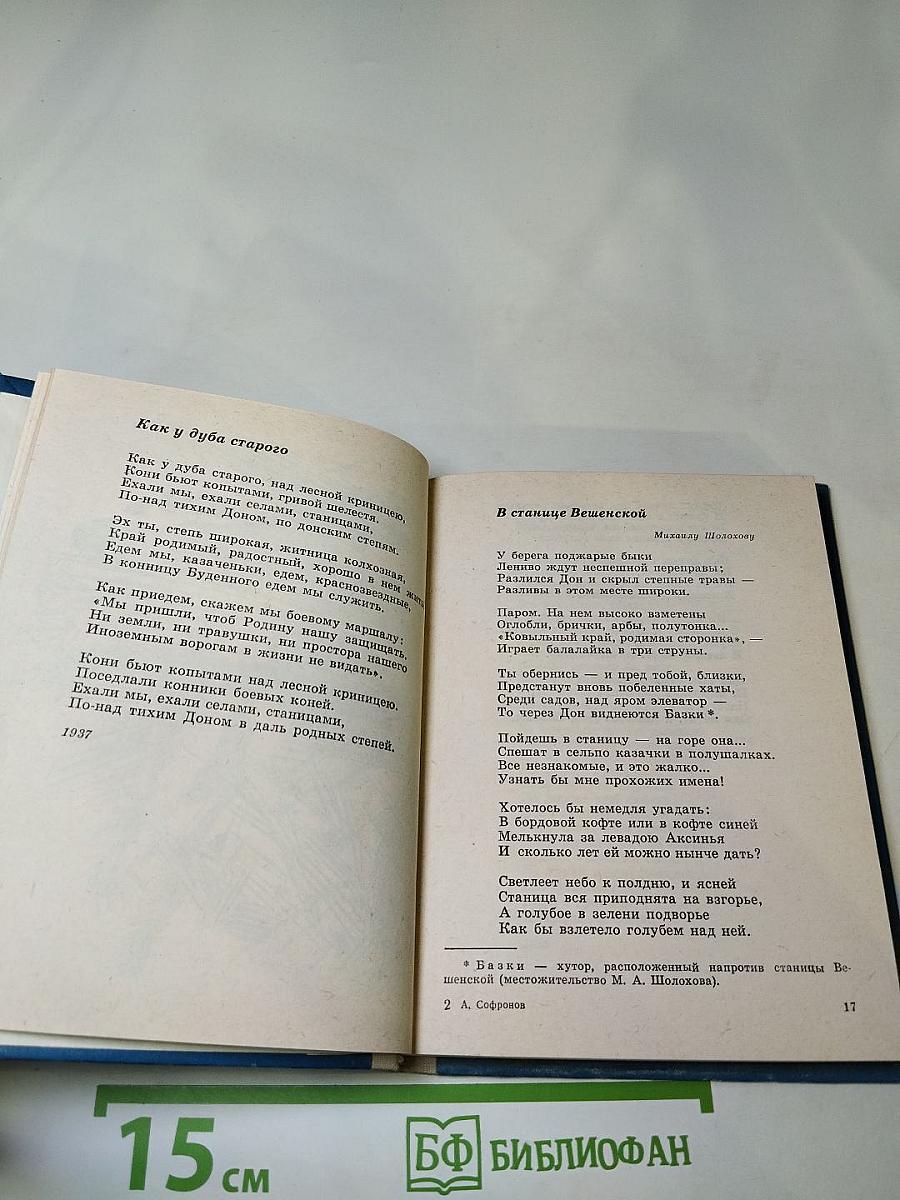 Как у дуба старого
Как у дуба старого, над лесной криницею,
Кони бьют копытами, гривой шелестя.
Ехали мы, ехали селами, станицами,
По-над тихим Доном, по донским степям.
Эх ты, степь широкая, житница колхозная,
Край родимый, радостный, хорошо в нем жить
Едем мы, казаченьки, едем, краснозвездные,
В конницу Буденного едем мы служить.
Как приедем, скажем мы боевому маршалу:
«Мы пришли, чтоб Родину нашу защищать.
Ни земли, ни травушки, ни простора нашего
Иноземным ворогам в жизни не видать».
Кони бьют копытами над лесной криницею.
Поседлали конники боевых коней.
Ехали мы, ехали селами, станицами,
По-над тихим Доном в даль родных степей.
1937
В станице Вешенской
Михаилу Шолохову
У берега поджарые быки
Лениво ждут неспешной переправы;
Разлился Дон и скрыл степные травы —
Разливы в этом месте широки.
Паром. На нем высоко взметены
Оглобли, брички, арбы, полутонка...
«Ковыльный край, родимая сторонка», —
Играет балалайка в три струны.
Ты обернись — и пред тобой, близки,
Предстанут вновь побеленные хаты,
Среди садов, над яром элеватор —
То через Дон виднеются Базки*.
Пойдешь в станицу — на горе она...
Спешат в сельпо казачки в полушалках.
Все незнакомые, и это жалко...
Узнать бы мне прохожих имена!
Хотелось бы немедля угадать:
В бордовой кофте или в кофте синей
Мелькнула за левадою Аксинья
И сколько лет ей можно нынче дать?
Светлеет небо к полдню, и ясней
Станица вся приподнята на взгорье,
А голубое в зелени подворье
Как бы взлетело голубем над ней.
* Базки — хутор, расположенный напротив станицы Ве-
шенской (местожительство М. А. Шолохова).
2 А. Софронов
17
15 см
БФ БИБЛИОФАН